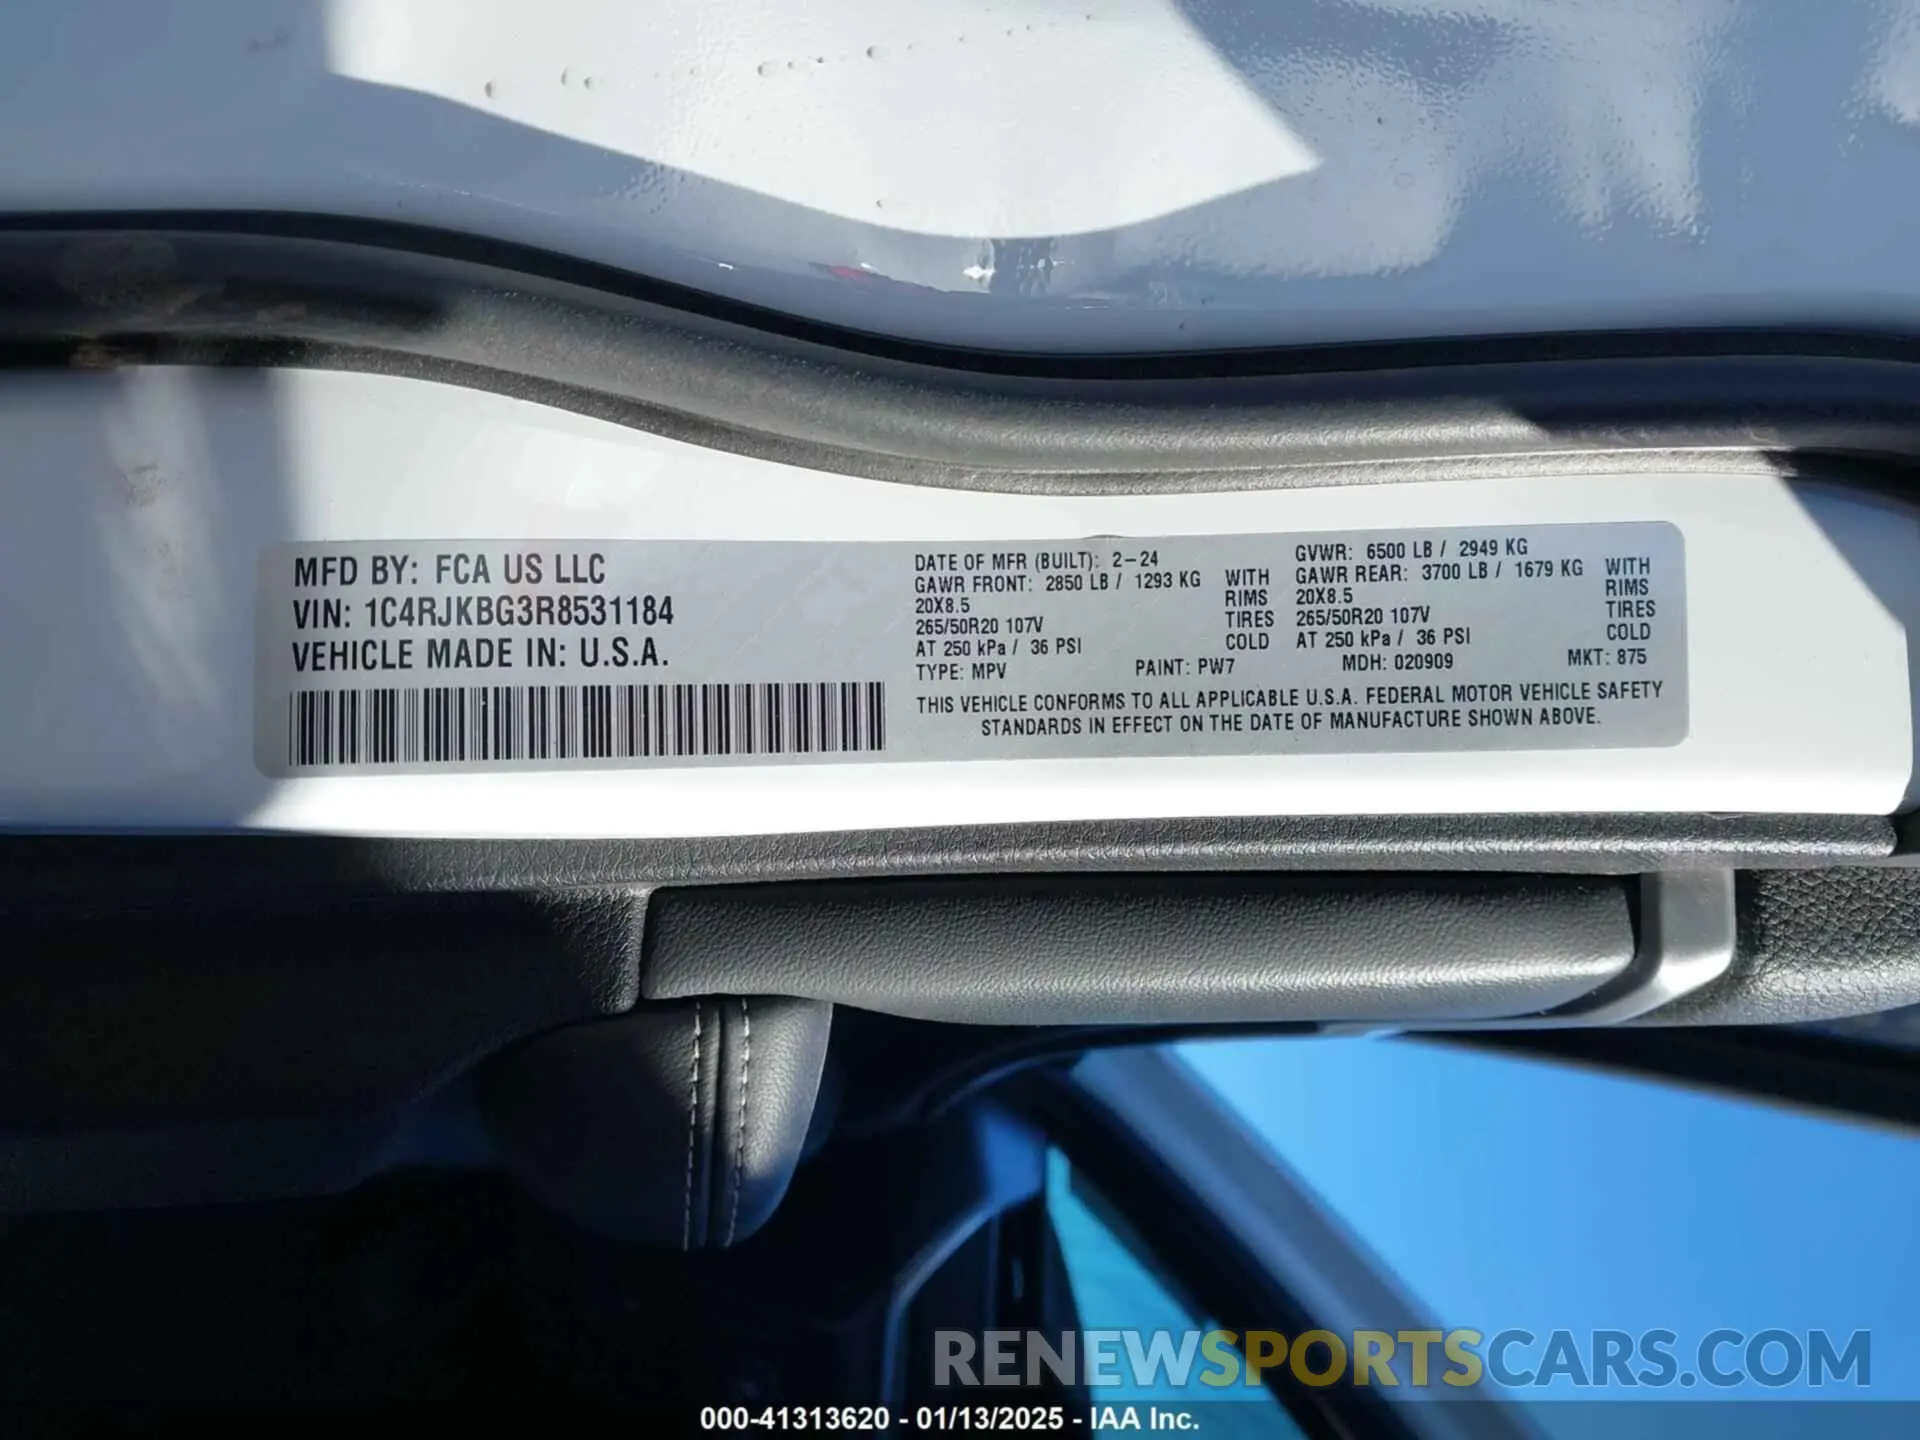 MFD BY: FCA US LLC
VIN: 1C4RJKBG3R8531184
VEHICLE MADE IN: U.S.A.
DATE OF MFR (BUILT): 2-24
GAWR FRONT: 2850 LB / 1293 KG WITH
20X8.5 RIMS
265/50R20 107V TIRES
AT 250 kPa / 36 PSI COLD
GVWR: 6500 LB / 2949 KG
GAWR REAR: 3700 LB / 1679 KG WITH
20X8.5 RIMS
265/50R20 107V TIRES
AT 250 kPa / 36 PSI COLD
TYPE: MPV PAINT: PW7 MDH: 020909 MKT: 875
THIS VEHICLE CONFORMS TO ALL APPLICABLE U.S.A. FEDERAL MOTOR VEHICLE SAFETY
STANDARDS IN EFFECT ON THE DATE OF MANUFACTURE SHOWN ABOVE.
RENEWSPORTSCARS.COM
000-41313620 - 01/13/2025 - IAA Inc.